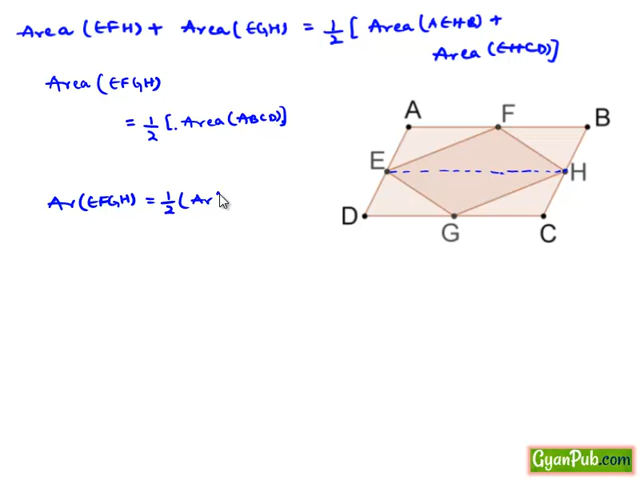 Area (EFH) + Area (EGH) = 1/2 [ Area (AEHB) +
Area (EHCD) ]
Area (EFGH)
= 1/2 [. Area (ABCD) ]
Ar (EFGH) = 1/2 ( Ar
A
F
B
E
H
D
G
C
GyanPub.com